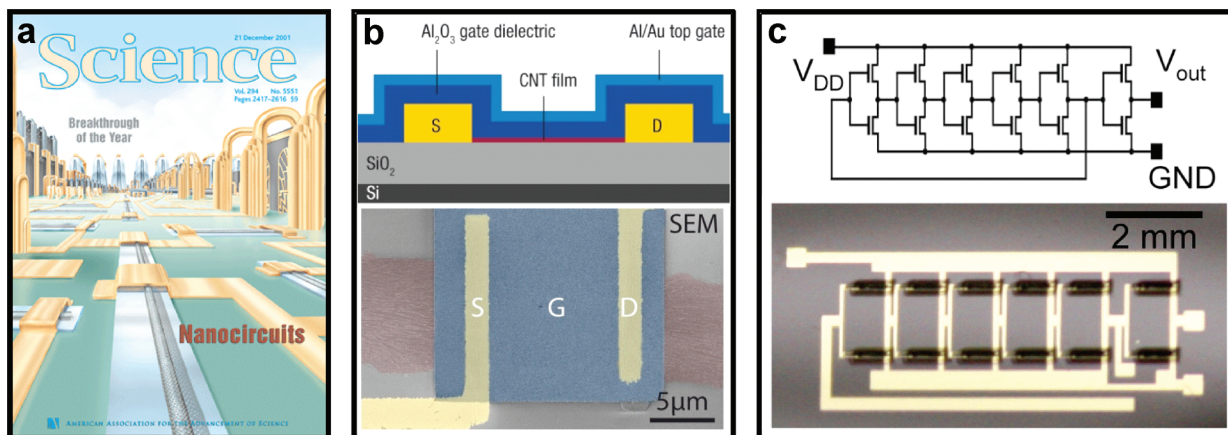 a
21 December 2001
Science
Vol. 294 No. 5551
Pages 2417–2616 $9
Breakthrough
of the Year
Nanocircuits
AMERICAN ASSOCIATION FOR THE ADVANCEMENT OF SCIENCE
b
Al₂O₃ gate dielectric
Al/Au top gate
CNT film
S
D
SiO₂
Si
SEM
S
G
D
5µm
c
V_DD
V_out
GND
2 mm